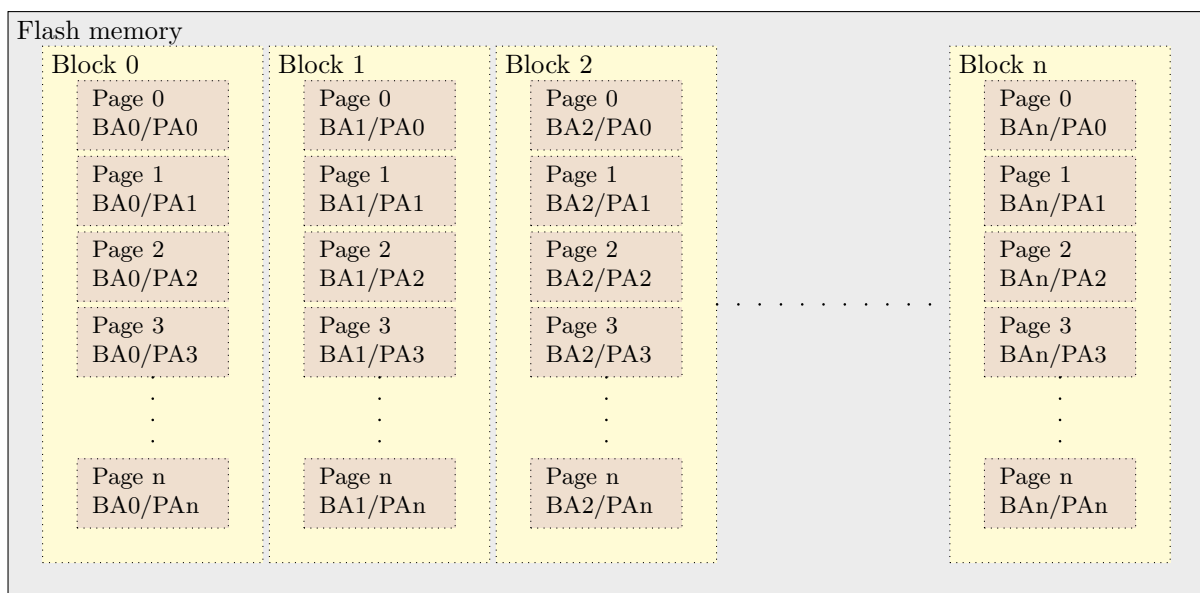 Flash memory
Block 0
Page 0
BA0/PA0
Page 1
BA0/PA1
Page 2
BA0/PA2
Page 3
BA0/PA3
Page n
BA0/PAn
Block 1
Page 0
BA1/PA0
Page 1
BA1/PA1
Page 2
BA1/PA2
Page 3
BA1/PA3
Page n
BA1/PAn
Block 2
Page 0
BA2/PA0
Page 1
BA2/PA1
Page 2
BA2/PA2
Page 3
BA2/PA3
Page n
BA2/PAn
Block n
Page 0
BAn/PA0
Page 1
BAn/PA1
Page 2
BAn/PA2
Page 3
BAn/PA3
Page n
BAn/PAn